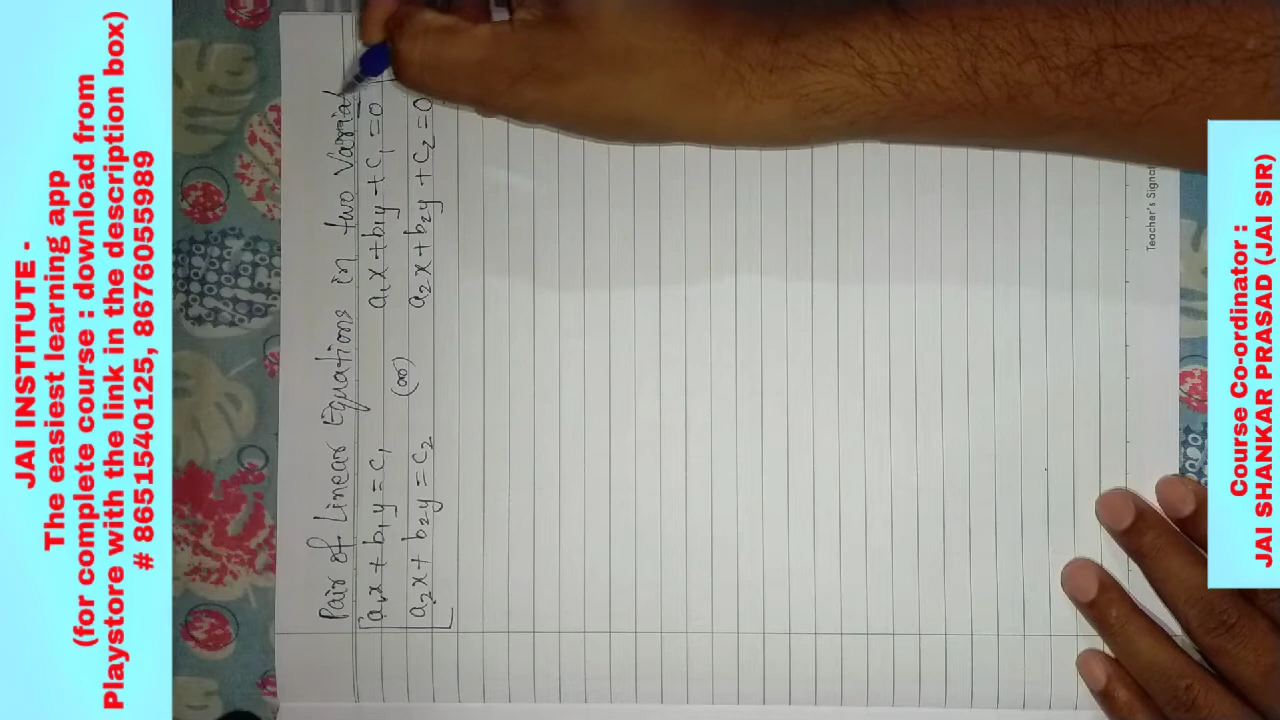 JAI INSTITUTE -
The easiest learning app
(for complete course : download from
Playstore with the link in the description box)
# 8651540125, 8676055989
Pair of Linear Equations in two Varia
a₁x + b₁y = c₁ a₁x + b₁y + c₁ = 0
(or)
a₂x + b₂y = c₂ a₂x + b₂y + c₂ = 0
Teacher's Signat
Course Co-ordinator :
JAI SHANKAR PRASAD (JAI SIR)